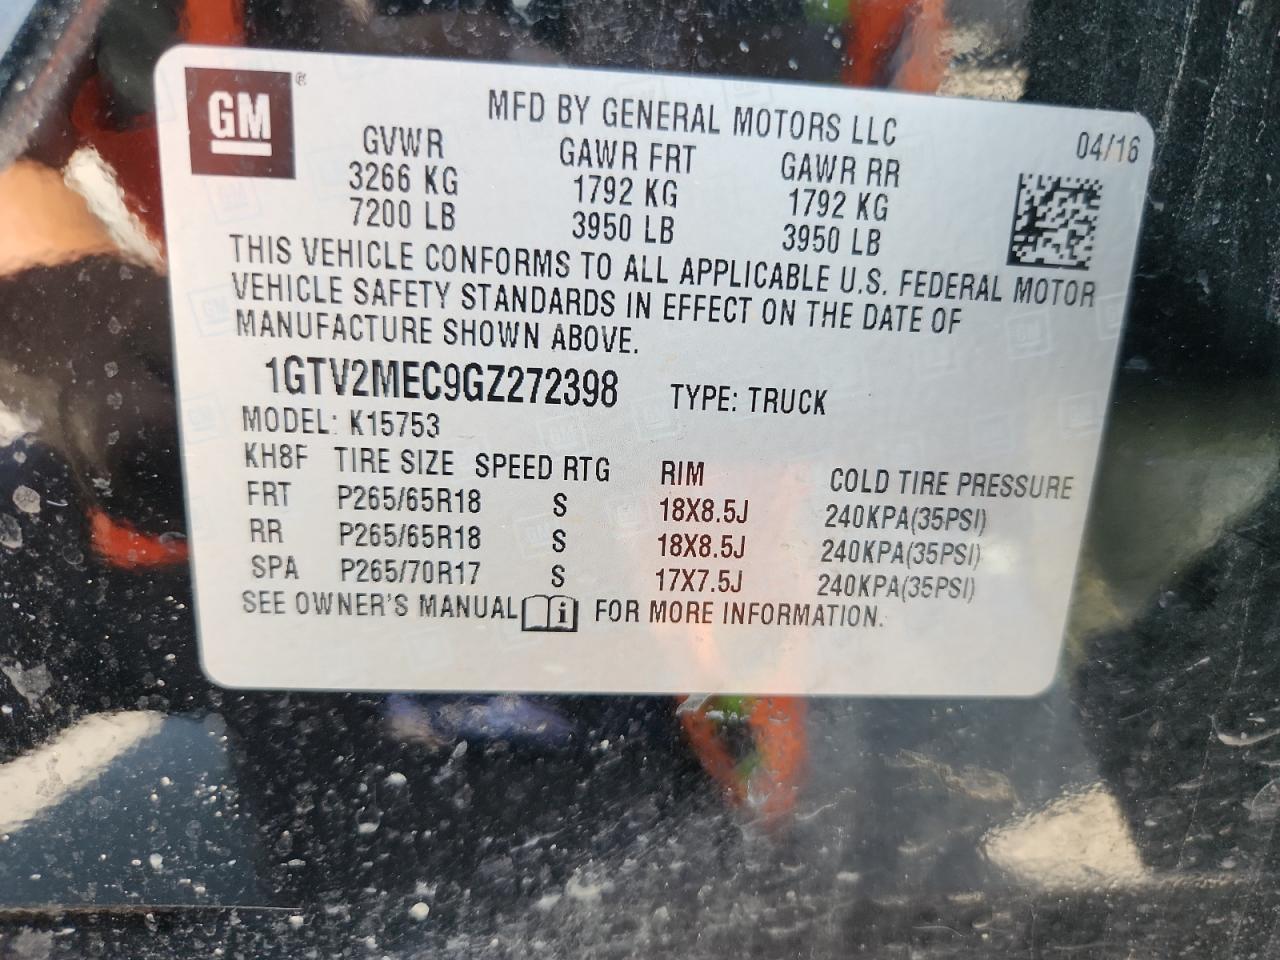 GM ®
MFD BY GENERAL MOTORS LLC
04/16
GVWR GAWR FRT GAWR RR
3266 KG 1792 KG 1792 KG
7200 LB 3950 LB 3950 LB
THIS VEHICLE CONFORMS TO ALL APPLICABLE U.S. FEDERAL MOTOR
VEHICLE SAFETY STANDARDS IN EFFECT ON THE DATE OF
MANUFACTURE SHOWN ABOVE.
1GTV2MEC9GZ272398 TYPE: TRUCK
MODEL: K15753
KH8F TIRE SIZE SPEED RTG RIM COLD TIRE PRESSURE
FRT P265/65R18 S 18X8.5J 240KPA(35PSI)
RR P265/65R18 S 18X8.5J 240KPA(35PSI)
SPA P265/70R17 S 17X7.5J 240KPA(35PSI)
SEE OWNER'S MANUAL i FOR MORE INFORMATION.